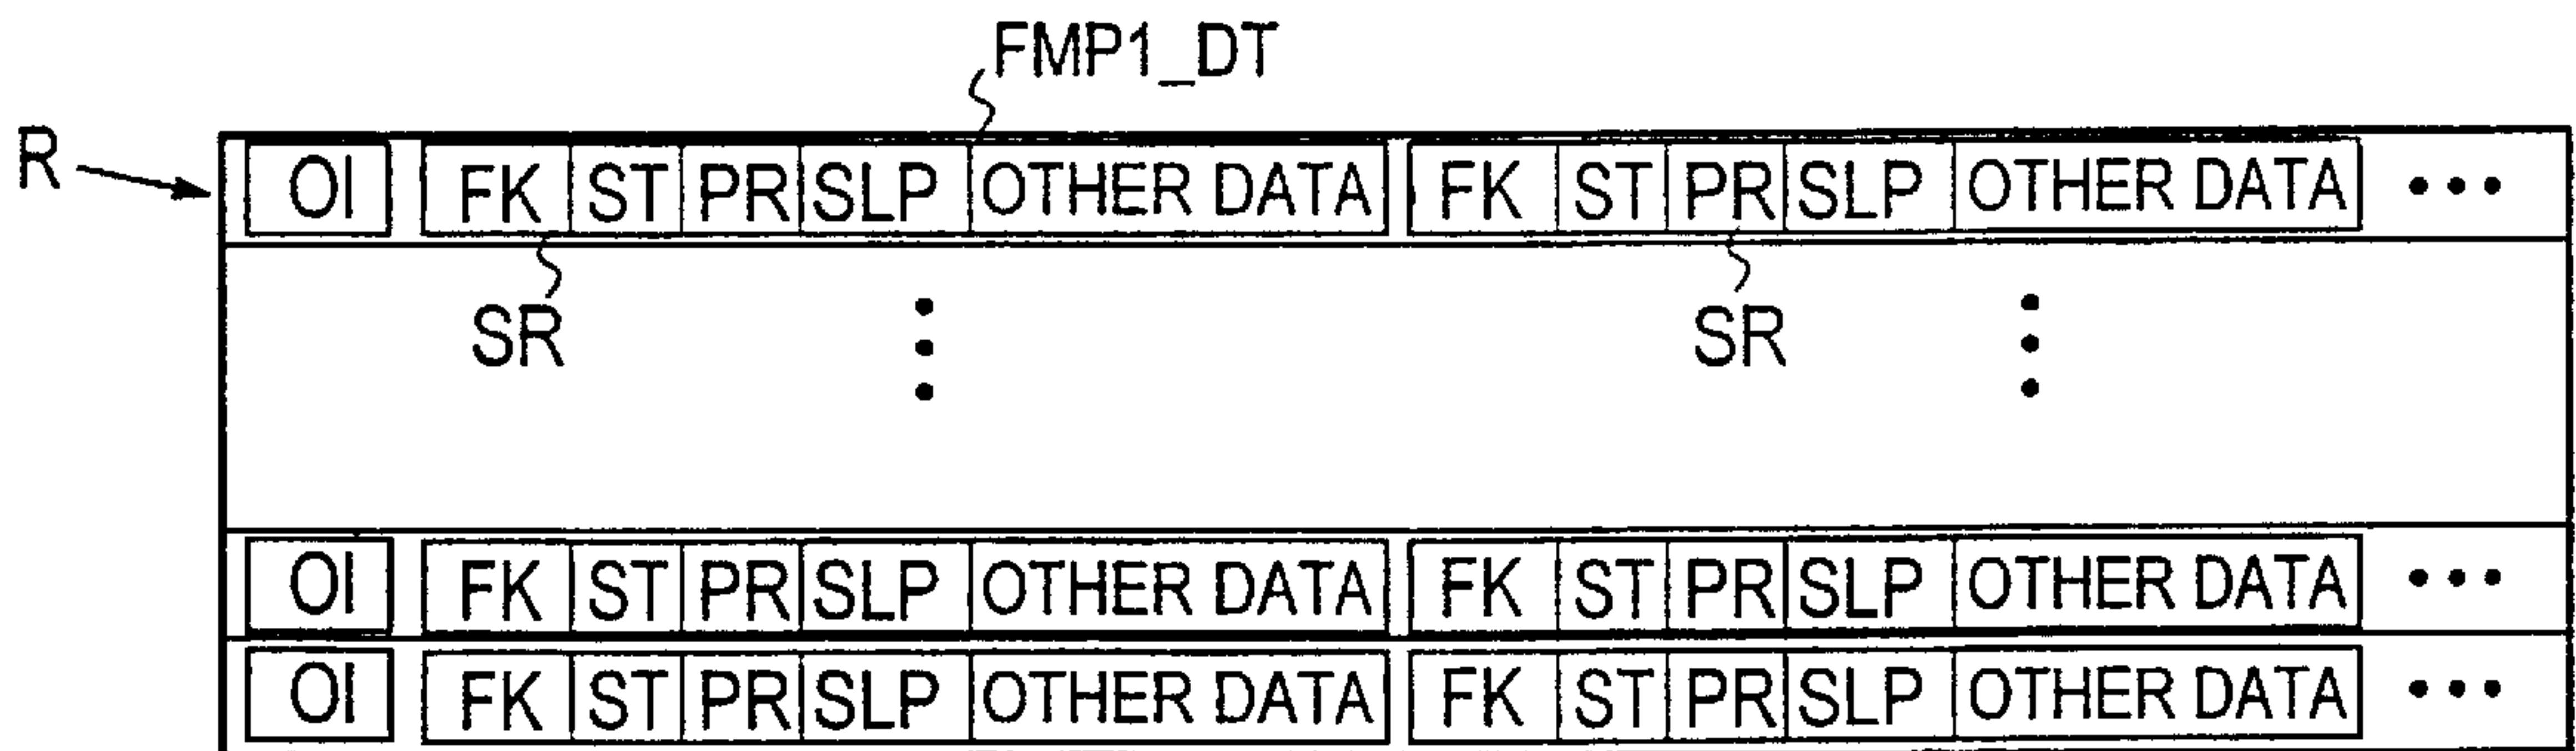 FMP1_DT
R
OI FK ST PR SLP OTHER DATA FK ST PR SLP OTHER DATA •••
SR SR
OI FK ST PR SLP OTHER DATA FK ST PR SLP OTHER DATA •••
OI FK ST PR SLP OTHER DATA FK ST PR SLP OTHER DATA •••